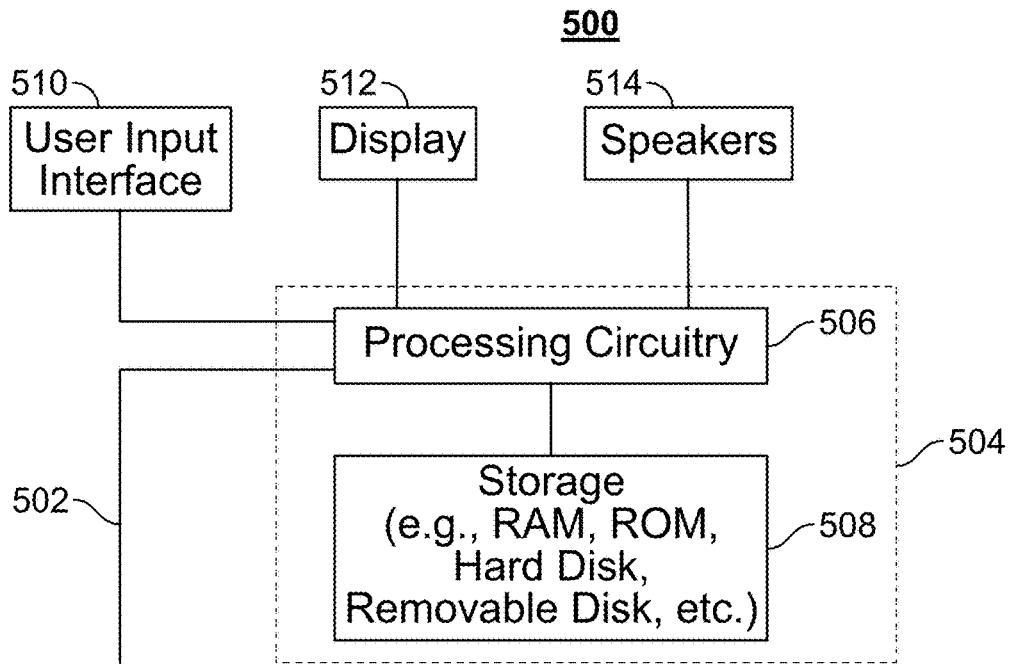 500
510
User Input
Interface
512
Display
514
Speakers
Processing Circuitry
506
504
502
Storage
(e.g., RAM, ROM,
Hard Disk,
Removable Disk, etc.)
508